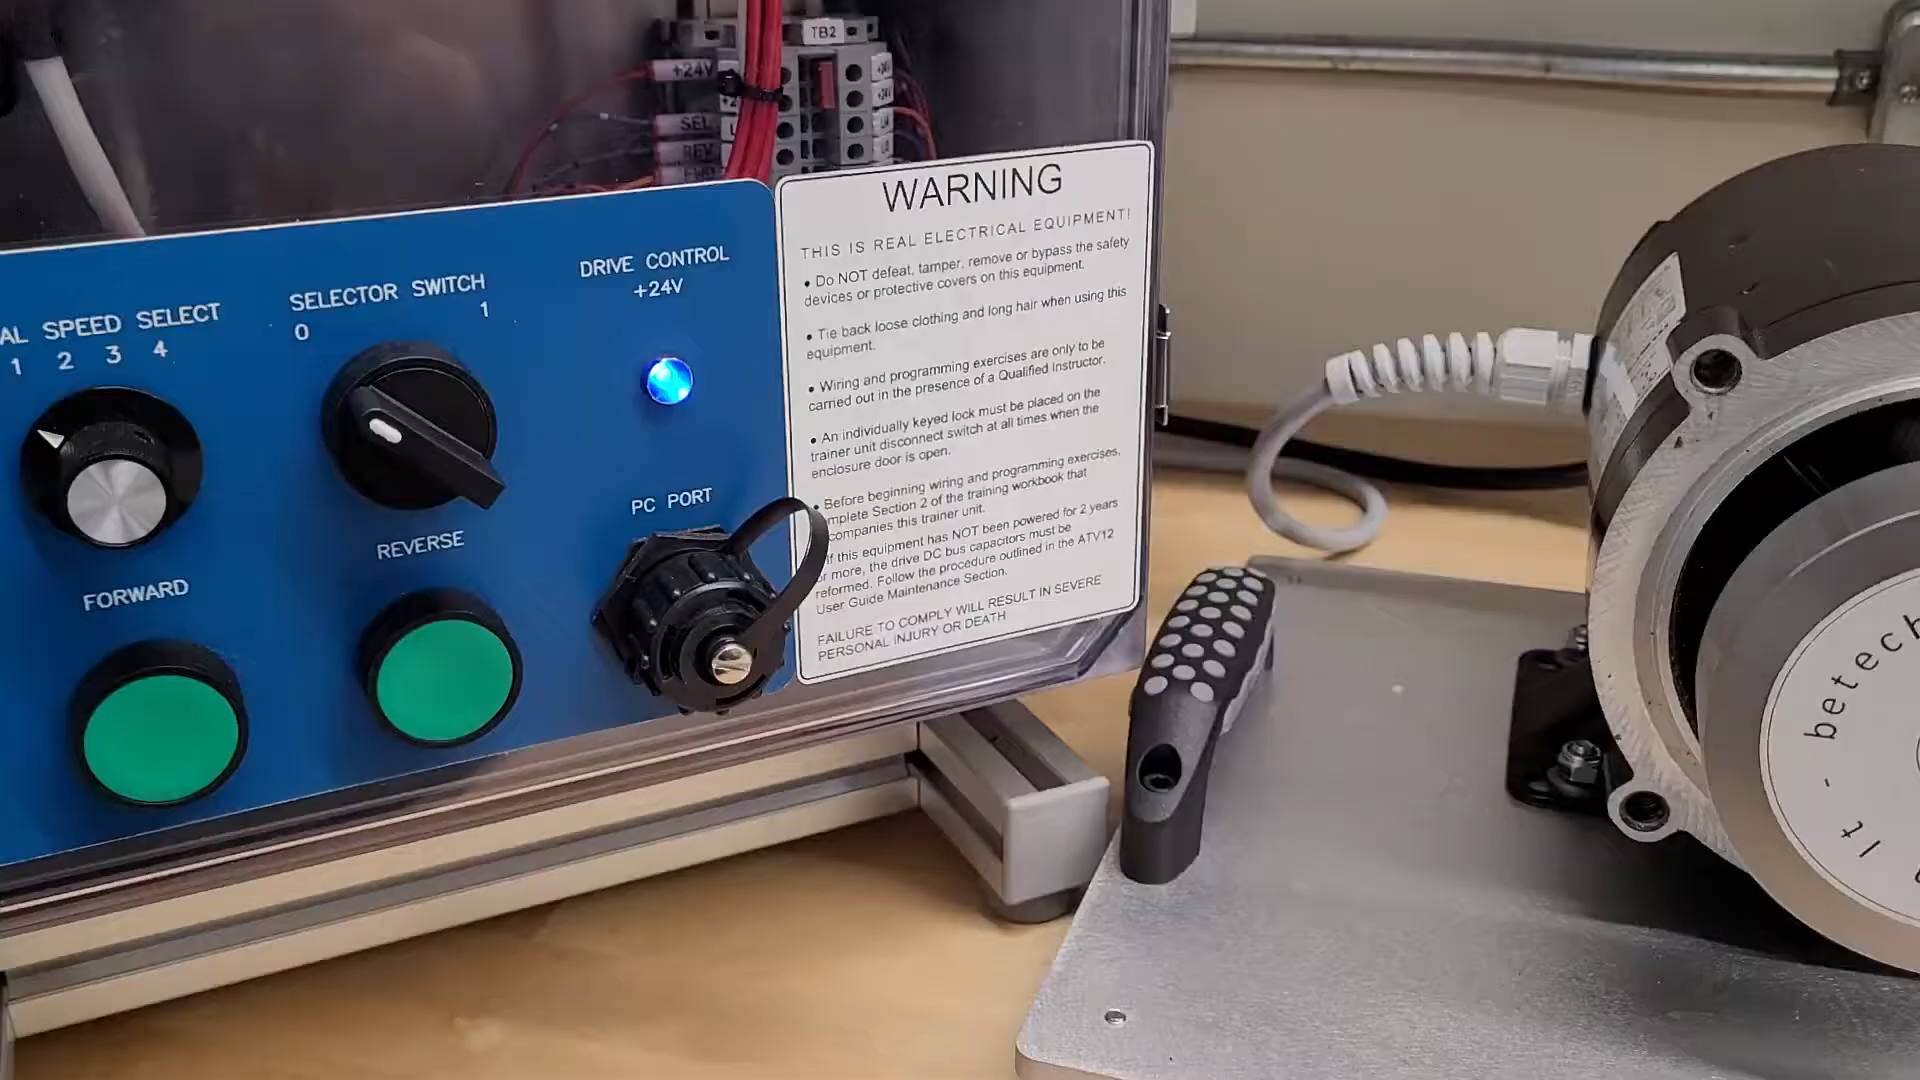 TB2
+24V
+2
SEL
REV
AL SPEED SELECT
1 2 3 4
SELECTOR SWITCH
0 1
DRIVE CONTROL
+24V
PC PORT
REVERSE
FORWARD
WARNING
THIS IS REAL ELECTRICAL EQUIPMENT!
• Do NOT defeat, tamper, remove or bypass the safety
devices or protective covers on this equipment.
• Tie back loose clothing and long hair when using this
equipment.
• Wiring and programming exercises are only to be
carried out in the presence of a Qualified Instructor.
• An individually keyed lock must be placed on the
trainer unit disconnect switch at all times when the
enclosure door is open.
• Before beginning wiring and programming exercises,
mplete Section 2 of the training workbook that
companies this trainer unit.
If this equipment has NOT been powered for 2 years
or more, the drive DC bus capacitors must be
reformed. Follow the procedure outlined in the ATV12
User Guide Maintenance Section.
FAILURE TO COMPLY WILL RESULT IN SEVERE
PERSONAL INJURY OR DEATH
betech
lt -